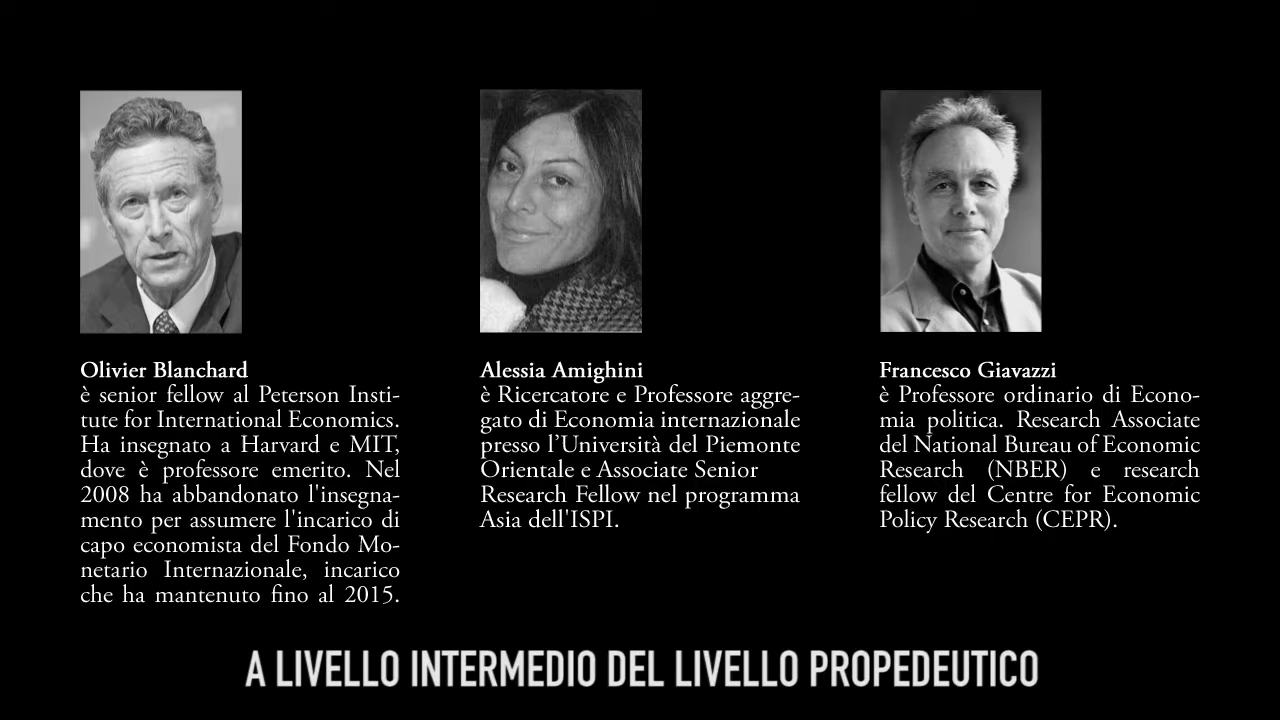 Olivier Blanchard
è senior fellow al Peterson Insti-
tute for International Economics.
Ha insegnato a Harvard e MIT,
dove è professore emerito. Nel
2008 ha abbandonato l'insegna-
mento per assumere l'incarico di
capo economista del Fondo Mo-
netario Internazionale, incarico
che ha mantenuto fino al 2015.
Alessia Amighini
è Ricercatore e Professore aggre-
gato di Economia internazionale
presso l’Università del Piemonte
Orientale e Associate Senior
Research Fellow nel programma
Asia dell'ISPI.
Francesco Giavazzi
è Professore ordinario di Econo-
mia politica. Research Associate
del National Bureau of Economic
Research (NBER) e research
fellow del Centre for Economic
Policy Research (CEPR).
A LIVELLO INTERMEDIO DEL LIVELLO PROPEDEUTICO